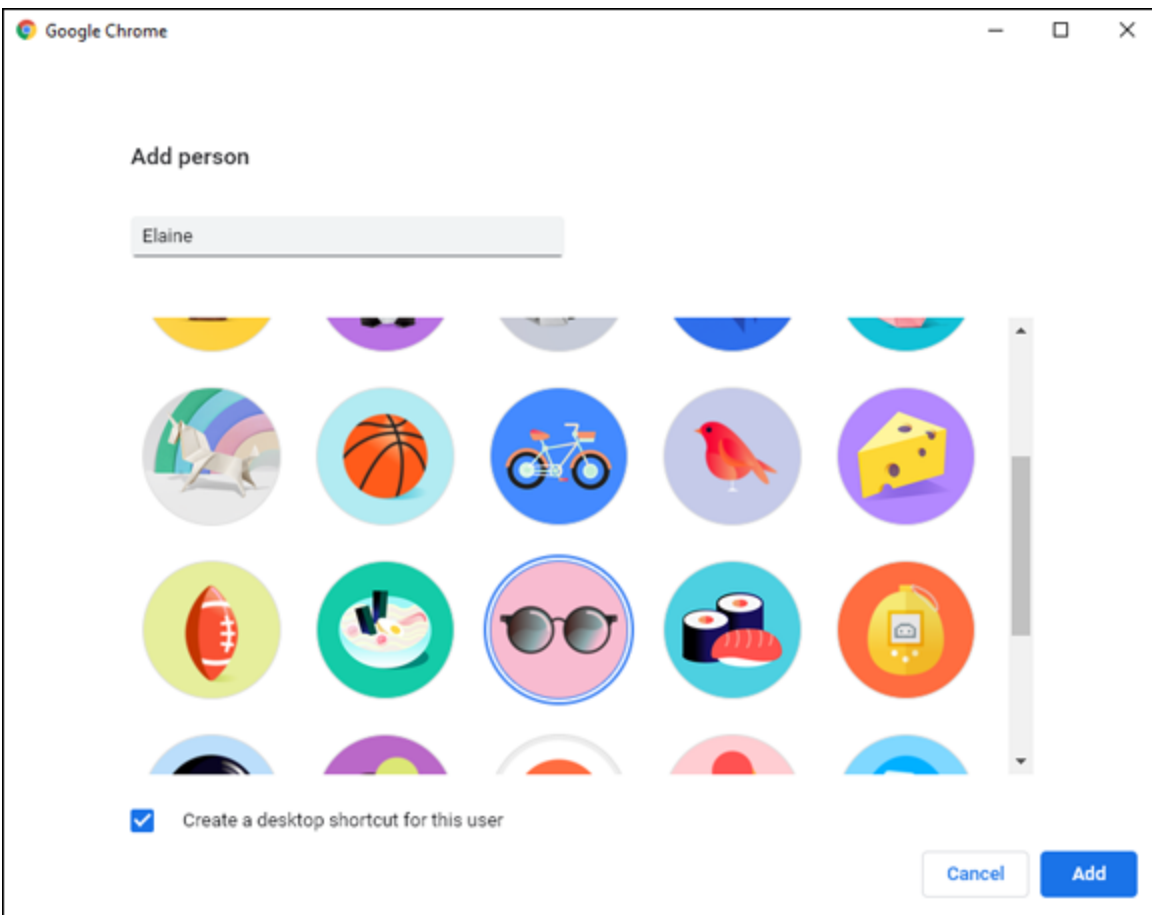 Google Chrome
Add person
Elaine
Create a desktop shortcut for this user
Cancel
Add